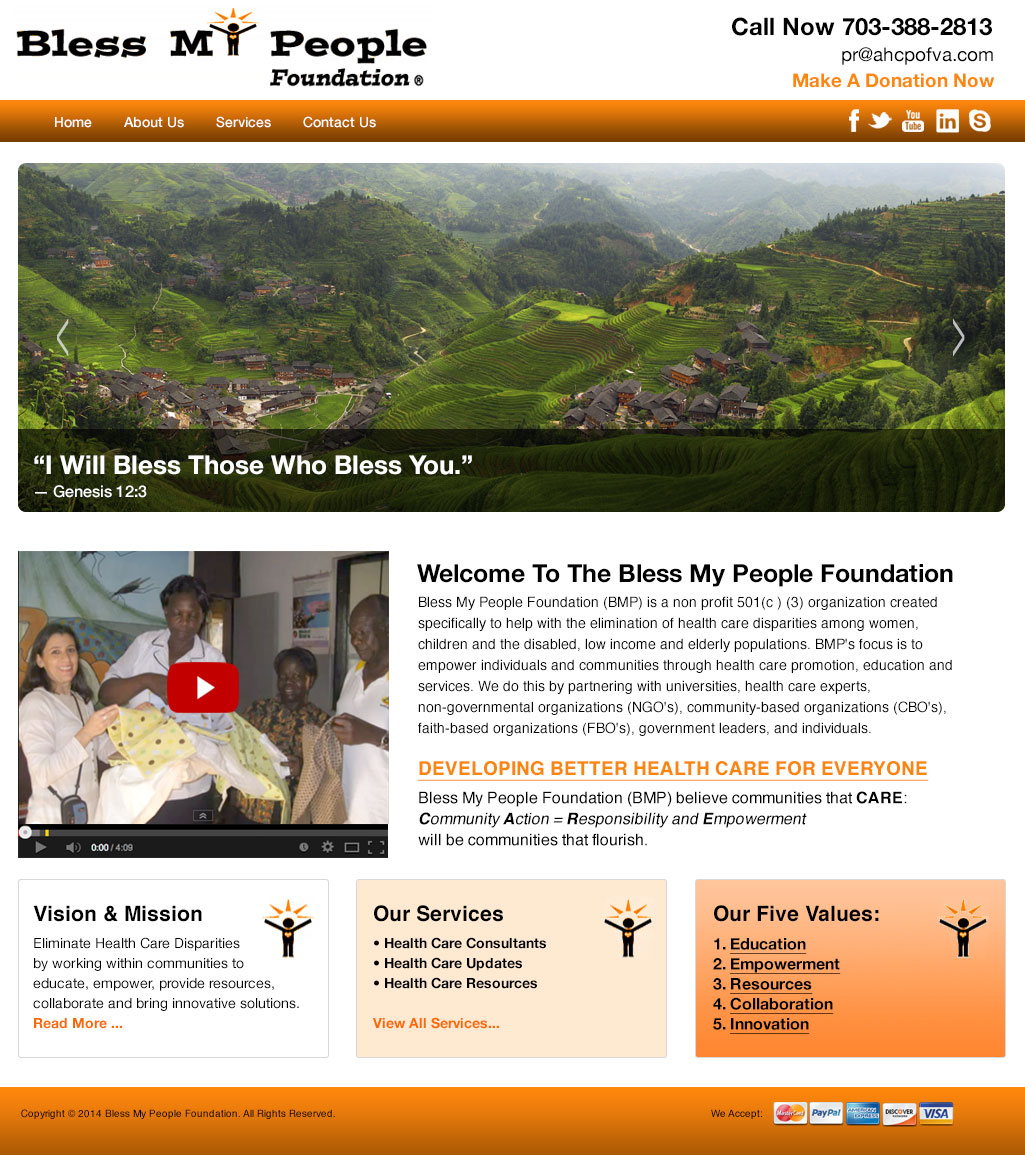 Bless My People
Foundation ®
Call Now 703-388-2813
pr@ahcpofva.com
Make A Donation Now
Home About Us Services Contact Us
You Tube in S
“I Will Bless Those Who Bless You.”
— Genesis 12:3
0:00 / 4:09
Welcome To The Bless My People Foundation
Bless My People Foundation (BMP) is a non profit 501(c ) (3) organization created
specifically to help with the elimination of health care disparities among women,
children and the disabled, low income and elderly populations. BMP's focus is to
empower individuals and communities through health care promotion, education and
services. We do this by partnering with universities, health care experts,
non-governmental organizations (NGO's), community-based organizations (CBO's),
faith-based organizations (FBO's), government leaders, and individuals.
DEVELOPING BETTER HEALTH CARE FOR EVERYONE
Bless My People Foundation (BMP) believe communities that CARE:
Community Action = Responsibility and Empowerment
will be communities that flourish.
Vision & Mission
Eliminate Health Care Disparities
by working within communities to
educate, empower, provide resources,
collaborate and bring innovative solutions.
Read More ...
Our Services
• Health Care Consultants
• Health Care Updates
• Health Care Resources
View All Services...
Our Five Values:
1. Education
2. Empowerment
3. Resources
4. Collaboration
5. Innovation
Copyright © 2014 Bless My People Foundation. All Rights Reserved.
We Accept: MasterCard PayPal AMERICAN EXPRESS DISCOVER VISA